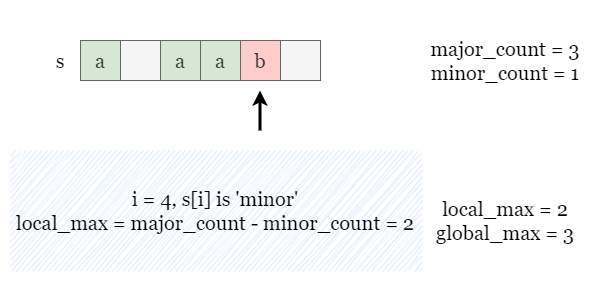 s a a a b
major_count = 3
minor_count = 1
i = 4, s[i] is 'minor'
local_max = major_count - minor_count = 2
local_max = 2
global_max = 3